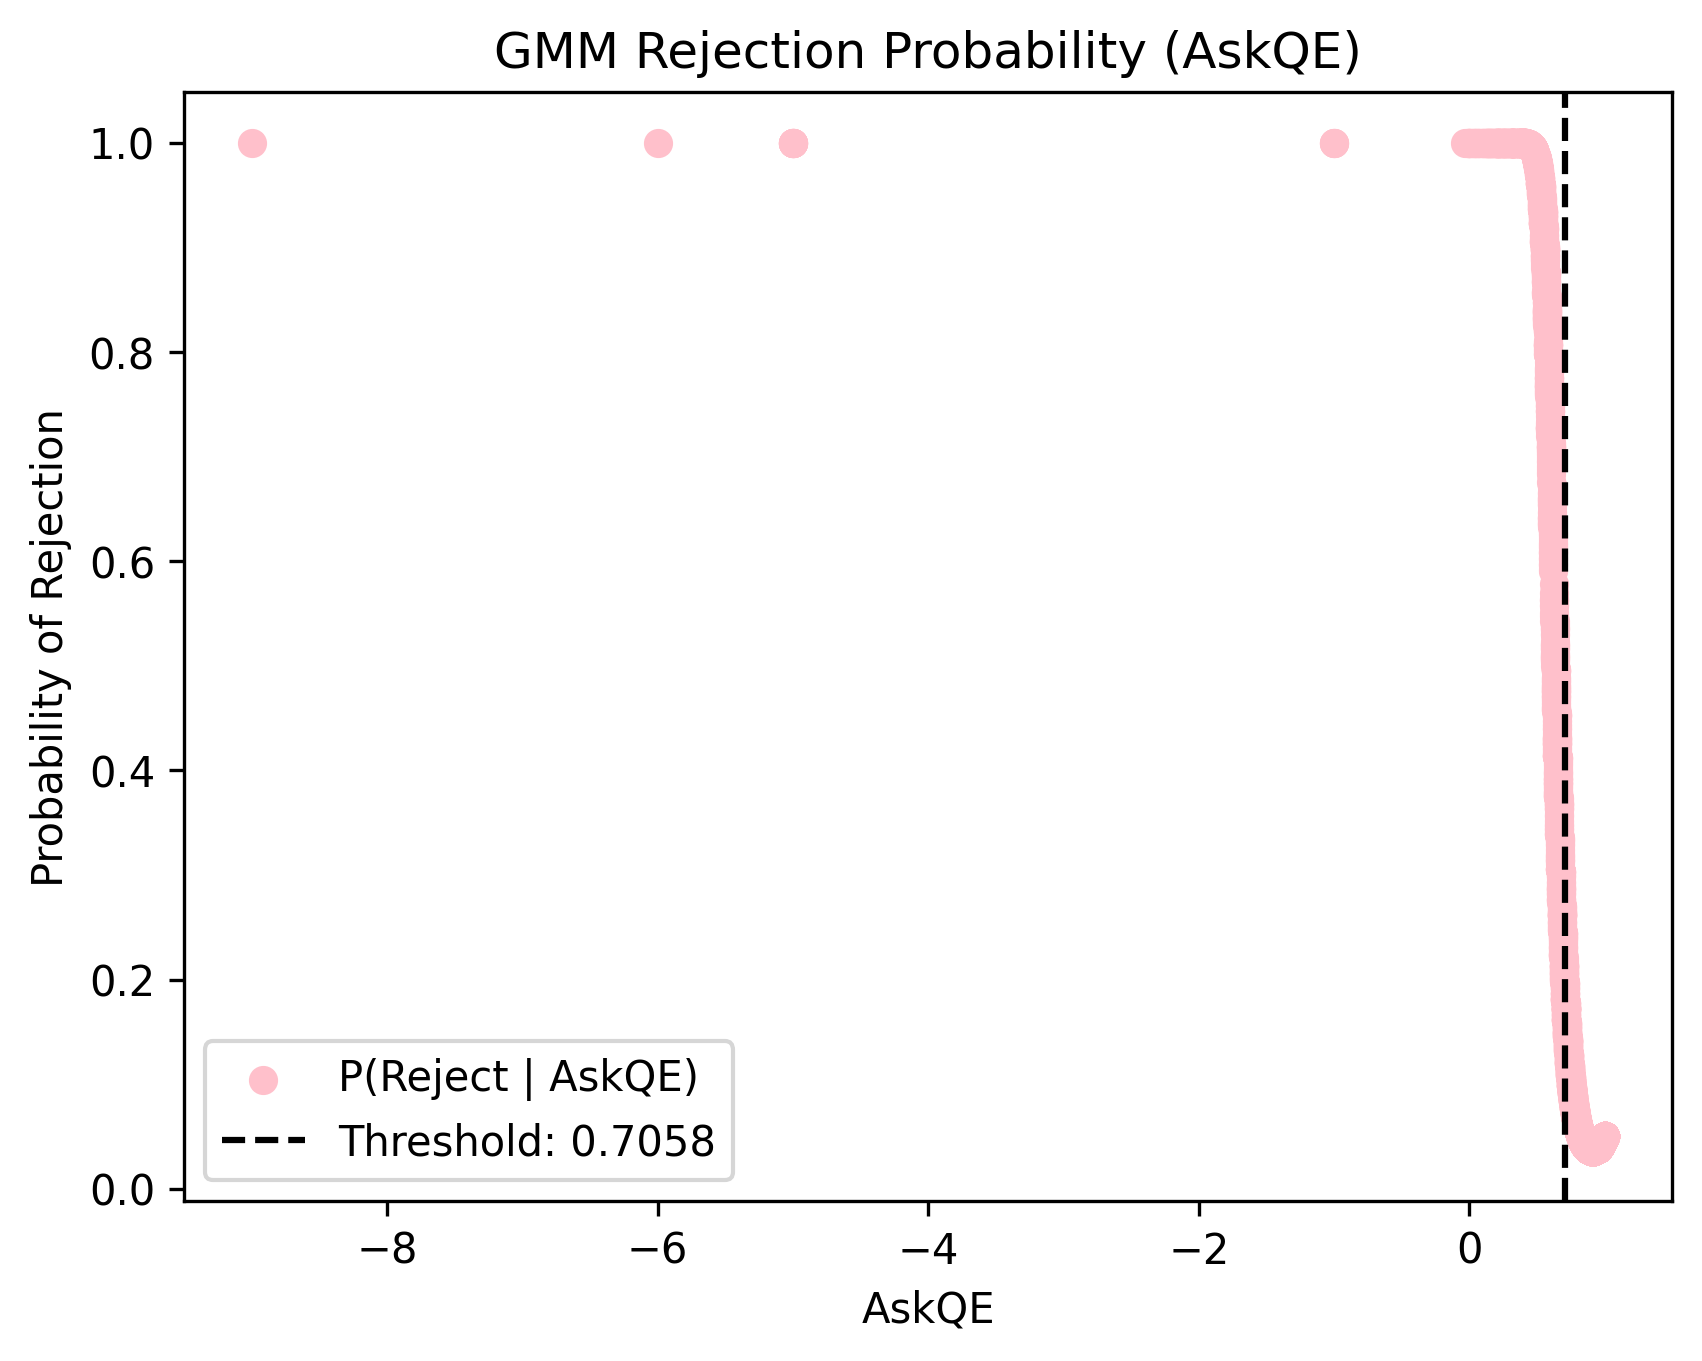 GMM Rejection Probability (AskQE)
Probability of Rejection
1.0
0.8
0.6
0.4
0.2
0.0
P(Reject | AskQE)
Threshold: 0.7058
−8
−6
−4
−2
0
AskQE